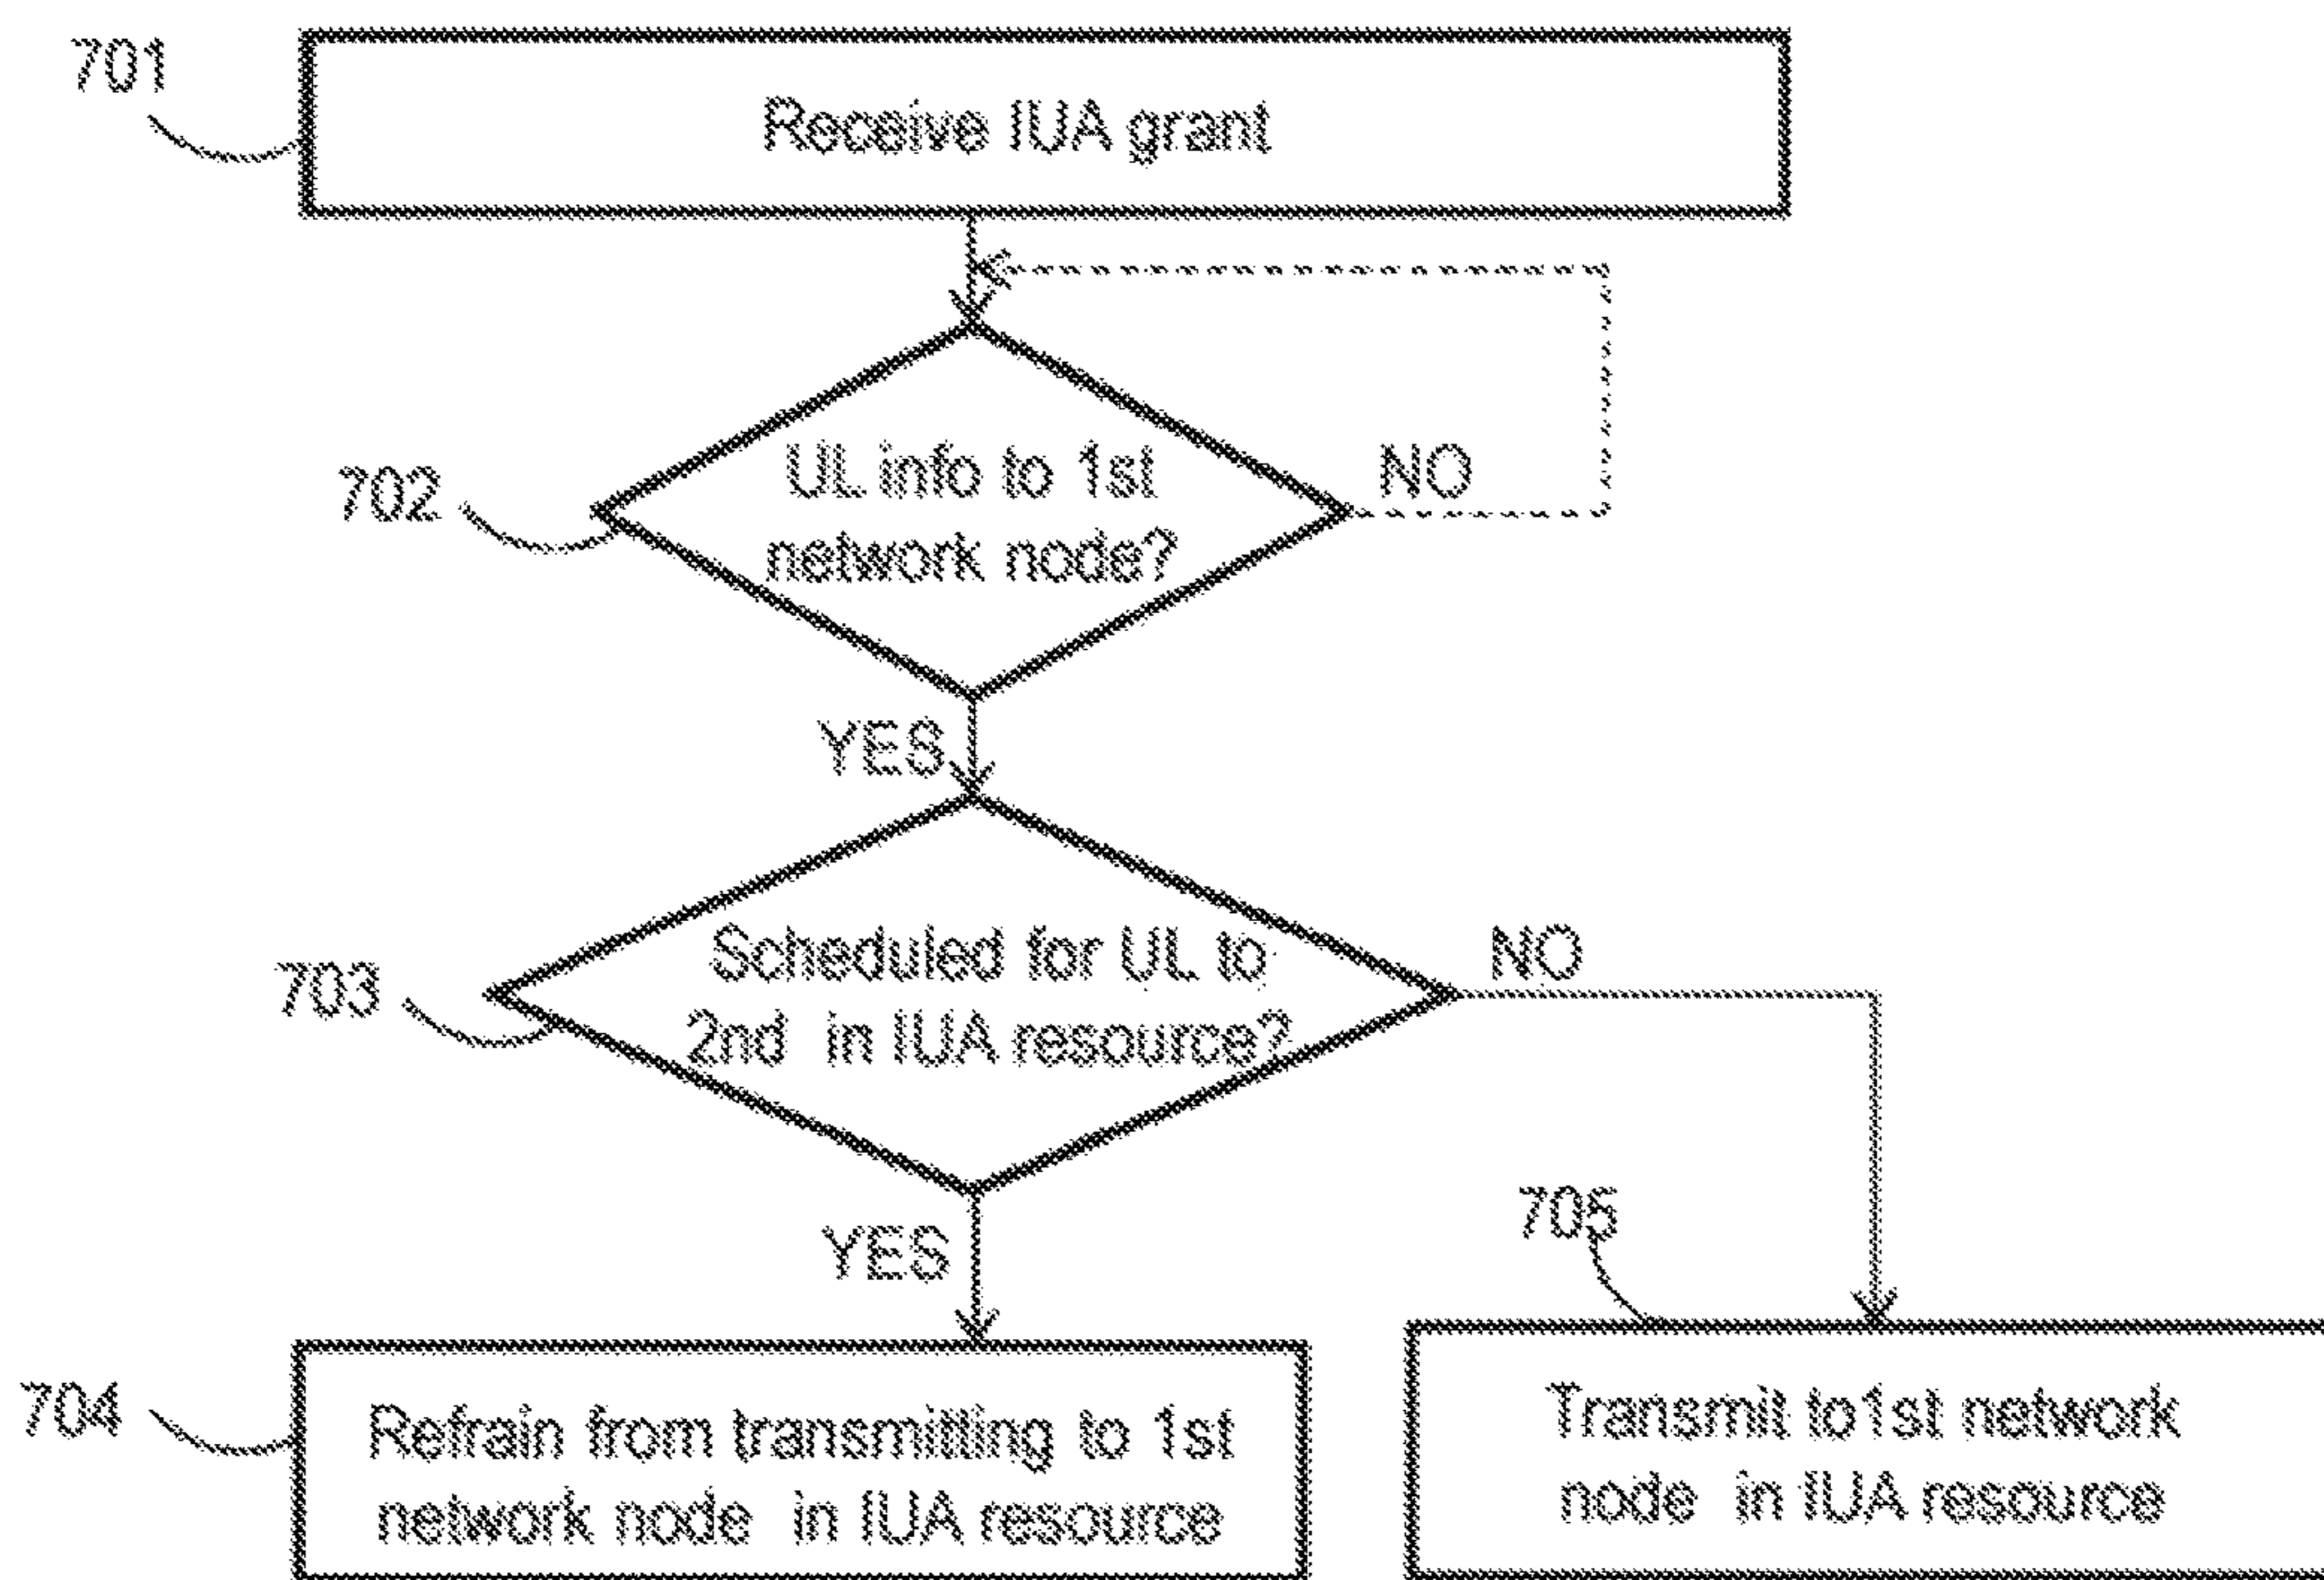 701
Receive IUA grant
702
UL info to 1st
network node?
NO
YES
703
Scheduled for UL to
2nd in IUA resource?
NO
YES
705
704
Refrain from transmitting to 1st
network node in IUA resource
Transmit to1st network
node in IUA resource